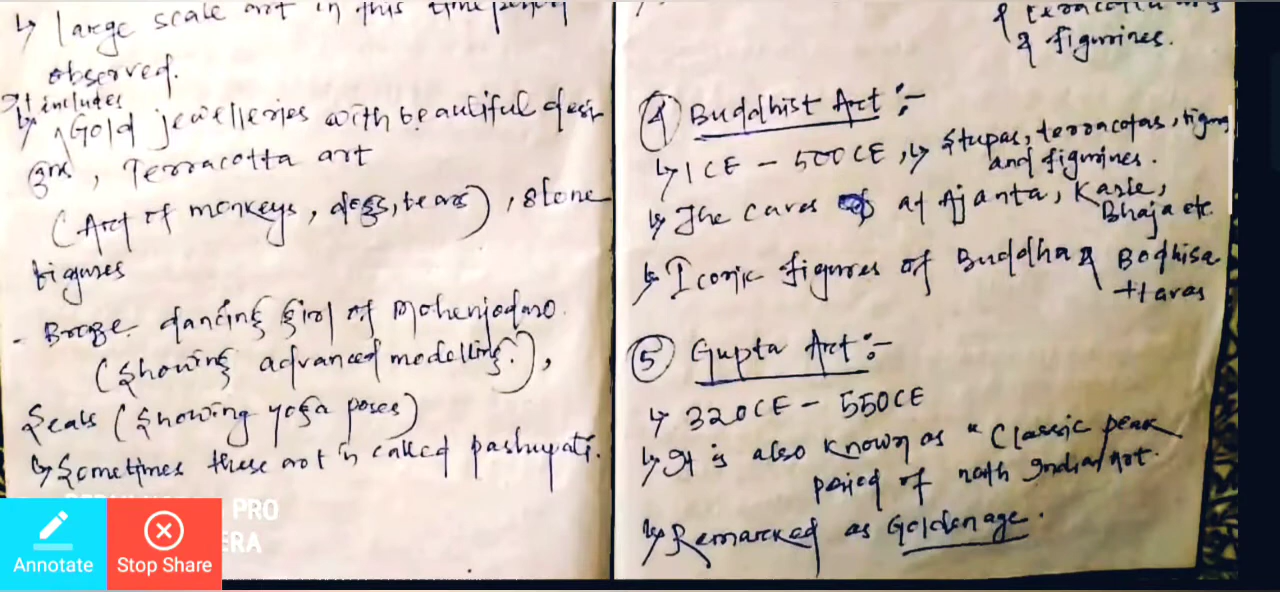 ↳ large scale art in this time period
observed.
It includes
↳ Gold jewelleries with beautiful desi
gns, Terracotta art
(Art of monkeys, dogs, bears), stone
figures
- Bronze dancing girl of Mohenjodaro.
(showing advanced modelling.),
Seals (showing yoga poses)
↳ Sometimes these art is called pashupati.
PRO
ERA
Annotate
Stop Share
& terracotta
& figurines.
④ Buddhist Art :-
↳ 1 CE - 500 CE, ↳ Stupas, terracotas,
and figurines.
↳ The caves at Ajanta, Karle,
Bhaja etc.
↳ Iconic figures of Buddha & Bodhisa
ttavas
⑤ Gupta Art :-
↳ 320 CE - 550 CE
↳ It is also known as "Classic peak
period of north Indian Art.
↳ Remarked as Golden age.